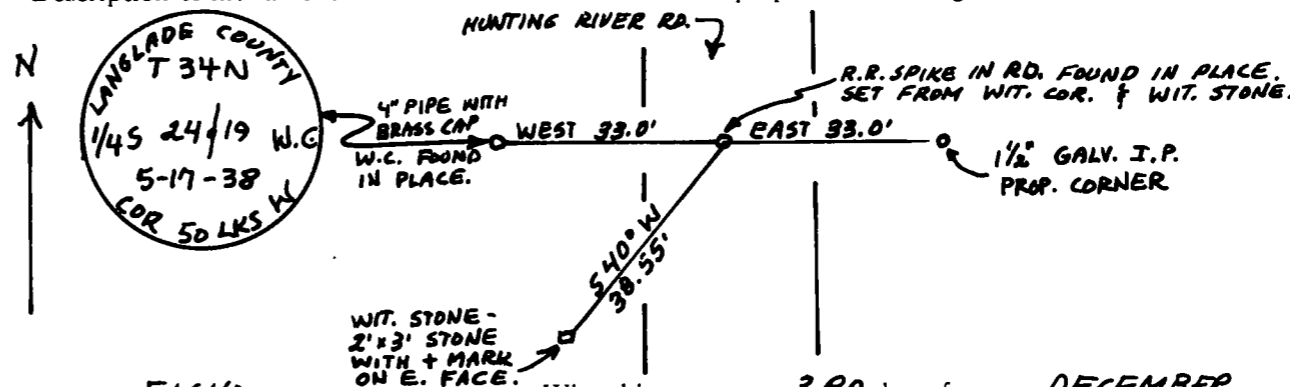 HUNTING RIVER RD.
N
LANGLADE COUNTY
T 34N
1/4S 24 19 W.C
5-17-38
COR 50 LKS W
4" PIPE WITH
BRASS CAP
W.C. FOUND
IN PLACE.
WEST 33.0'
EAST 33.0'
R.R. SPIKE IN RD. FOUND IN PLACE.
SET FROM WIT. COR. & WIT. STONE.
1½" GALV. I.P.
PROP. CORNER
S 40° W
38.55'
WIT. STONE -
2' x 3' STONE
WITH + MARK
ON E. FACE.
3RD DECEMBER